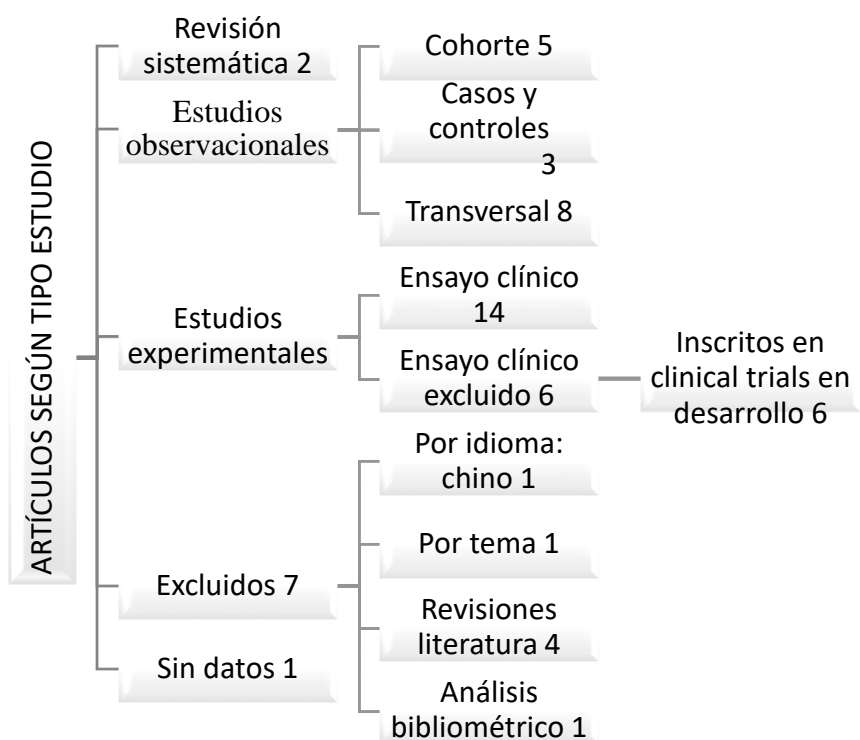 ARTÍCULOS SEGÚN TIPO ESTUDIO
Revisión
sistemática 2
Estudios
observacionales
Cohorte 5
Casos y
controles
3
Transversal 8
Estudios
experimentales
Ensayo clínico
14
Ensayo clínico
excluido 6
Inscritos en
clinical trials en
desarrollo 6
Excluidos 7
Por idioma:
chino 1
Por tema 1
Revisiones
literatura 4
Análisis
bibliométrico 1
Sin datos 1